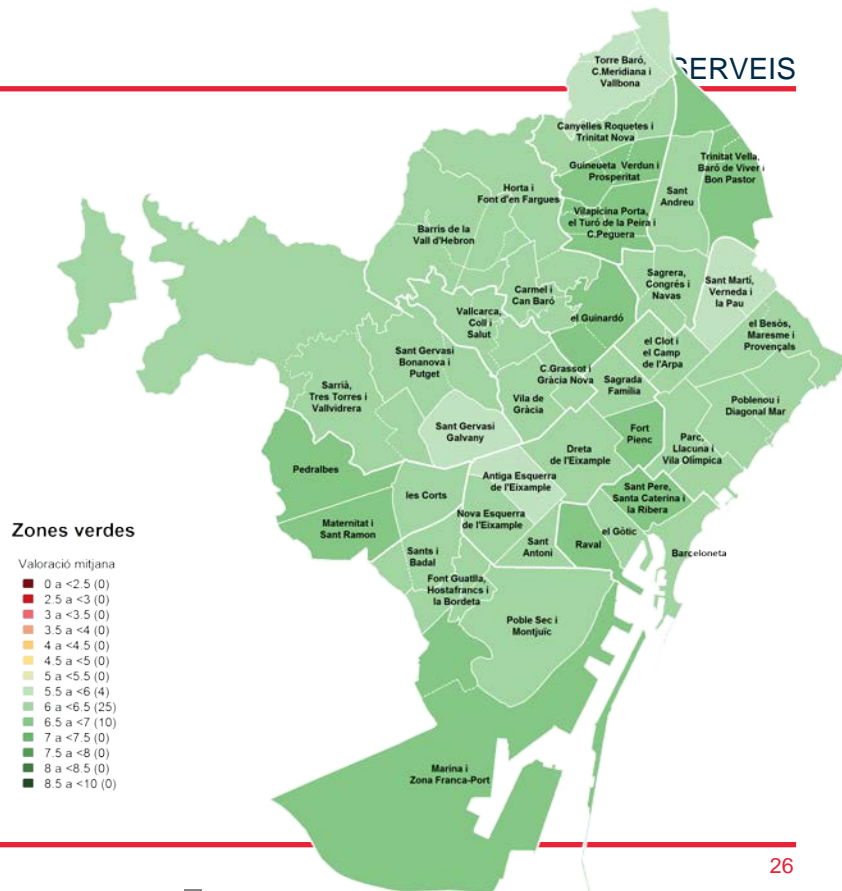 SERVEIS
Torre Baró,
C.Meridiana i
Vallbona
Canyelles Roquetes i
Trinitat Nova
Guineueta Verdun i
Prosperitat
Trinitat Vella,
Baró de Viver i
Bon Pastor
Sant
Andreu
Horta i
Font d'en Fargues
Vilapicina Porta,
el Turó de la Peira i
C.Peguera
Barris de la
Vall d'Hebron
Sagrera,
Congrés i
Navas
Sant Martí,
Verneda i
la Pau
Carmel i
Can Baró
Vallcarca,
Coll i
Salut
el Guinardó
el Besòs,
Maresme i
Provençals
el Clot i
el Camp
de l'Arpa
Sant Gervasi
Bonanova i
Putget
C.Grassot i
Gràcia Nova
Sagrada
Família
Sarrià,
Tres Torres i
Vallvidrera
Vila de
Gràcia
Poblenou i
Diagonal Mar
Sant Gervasi
Galvany
Fort
Pienc
Parc,
Llacuna i
Vila Olímpica
Dreta
de l'Eixample
Pedralbes
Antiga Esquerra
de l'Eixample
les Corts
Sant Pere,
Santa Caterina i
la Ribera
Maternitat i
Sant Ramon
Nova Esquerra
de l'Eixample
el Gòtic
Sant
Antoni
Raval
Barceloneta
Sants i
Badal
Font Guatlla,
Hostafrancs i
la Bordeta
Poble Sec i
Montjuïc
Marina i
Zona Franca-Port
Zones verdes
Valoració mitjana
0 a <2.5 (0)
2.5 a <3 (0)
3 a <3.5 (0)
3.5 a <4 (0)
4 a <4.5 (0)
4.5 a <5 (0)
5 a <5.5 (0)
5.5 a <6 (4)
6 a <6.5 (25)
6.5 a <7 (10)
7 a <7.5 (0)
7.5 a <8 (0)
8 a <8.5 (0)
8.5 a <10 (0)
26